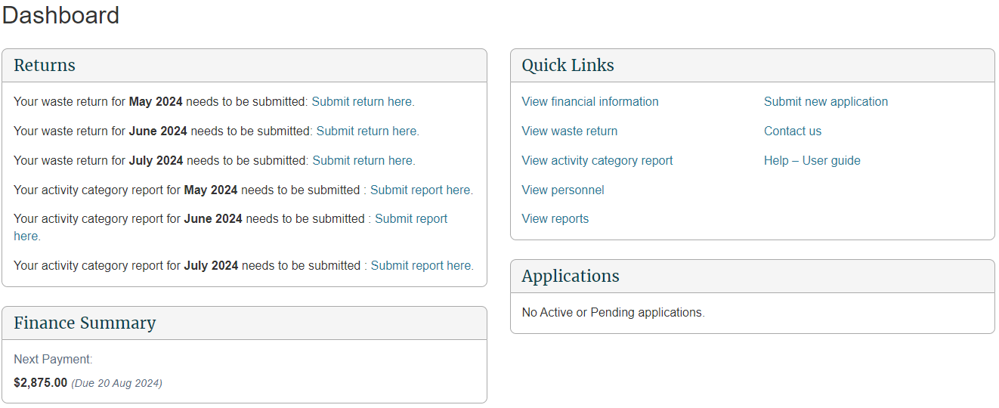 Dashboard
Returns
Your waste return for May 2024 needs to be submitted: Submit return here.
Your waste return for June 2024 needs to be submitted: Submit return here.
Your waste return for July 2024 needs to be submitted: Submit return here.
Your activity category report for May 2024 needs to be submitted : Submit report here.
Your activity category report for June 2024 needs to be submitted : Submit report
here.
Your activity category report for July 2024 needs to be submitted : Submit report here.
Finance Summary
Next Payment:
$2,875.00 (Due 20 Aug 2024)
Quick Links
View financial information
View waste return
View activity category report
View personnel
View reports
Submit new application
Contact us
Help – User guide
Applications
No Active or Pending applications.